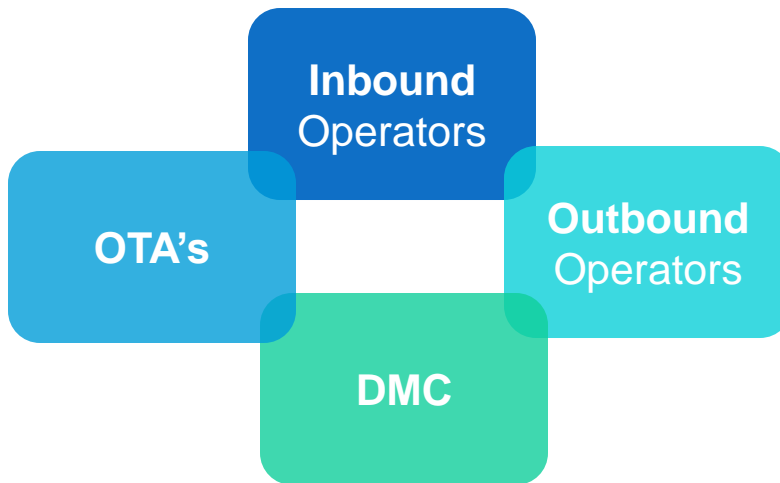 Inbound
Operators
OTA’s
Outbound
Operators
DMC